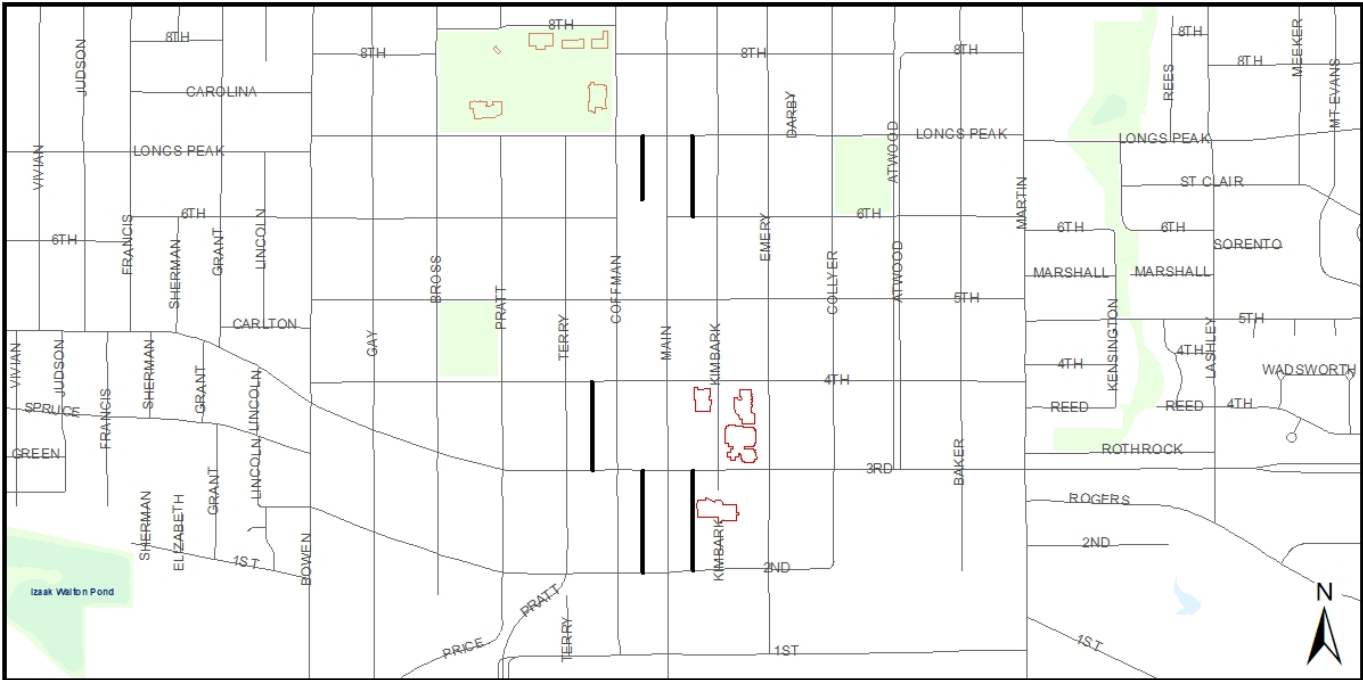 8TH
8TH
8TH
8TH
8TH
8TH
8TH
JUDSON
CAROLINA
DARBY
REES
MEEKER
MT EVANS
VIVIAN
LONGS PEAK
ATWOOD
LONGS PEAK
LONGS PEAK
ST CLAIR
MARTIN
6TH
6TH
6TH
6TH
6TH
FRANCIS
SHERMAN
GRANT
LINCOLN
EMERY
SORENTO
BROSS
PRATT
COFFMAN
COLLYER
ATWOOD
MARSHALL
MARSHALL
5TH
5TH
CARLTON
GAY
TERRY
MAIN
KIMBARK
KENSINGTON
LASHLEY
VIVIAN
JUDSON
SHERMAN
GRANT
LINCOLN
4TH
4TH
4TH
WADSWORTH
SPRUCE
FRANCIS
REED
REED
4TH
GREEN
LINCOLN
GRANT
3RD
BAKER
ROTHROCK
ROGERS
SHERMAN
ELIZABETH
BOWEN
KIMBARK
2ND
2ND
1ST
Izaak Walton Pond
PRATT
TERRY
PRICE
1ST
1ST
N